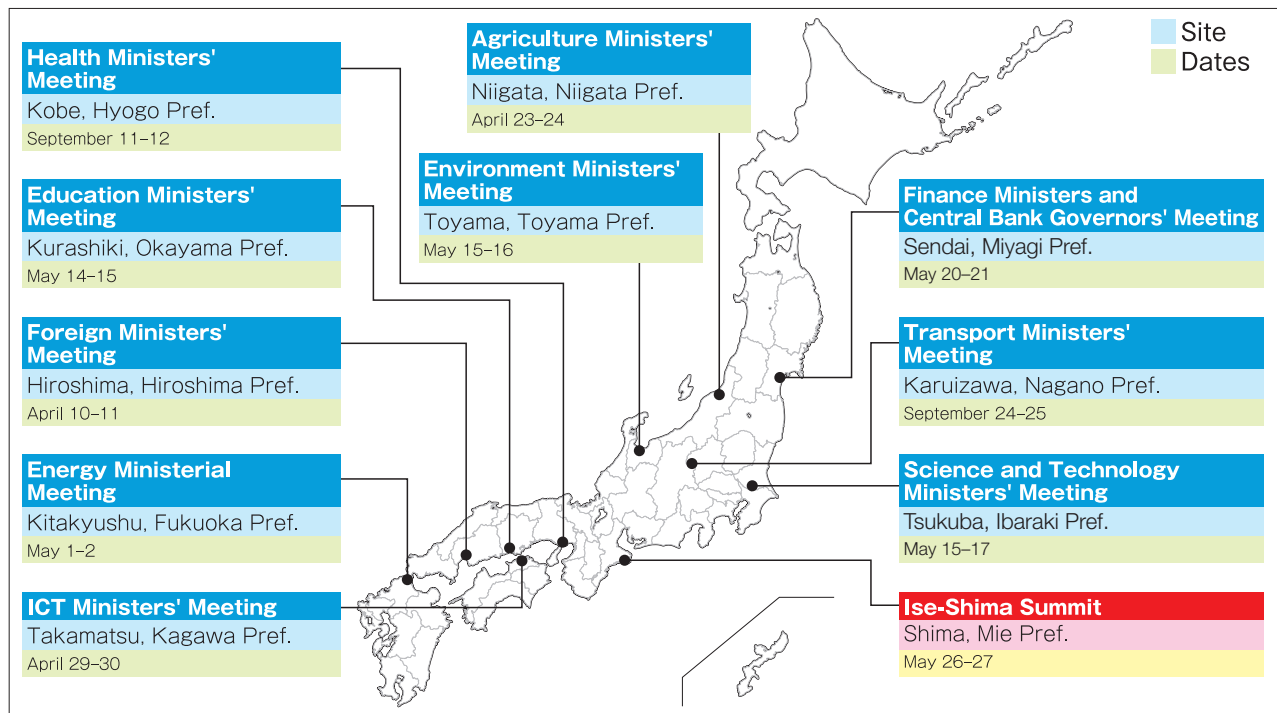 Health Ministers'
Meeting
Kobe, Hyogo Pref.
September 11–12
Education Ministers'
Meeting
Kurashiki, Okayama Pref.
May 14–15
Foreign Ministers'
Meeting
Hiroshima, Hiroshima Pref.
April 10–11
Energy Ministerial
Meeting
Kitakyushu, Fukuoka Pref.
May 1–2
ICT Ministers' Meeting
Takamatsu, Kagawa Pref.
April 29–30
Agriculture Ministers'
Meeting
Niigata, Niigata Pref.
April 23–24
Environment Ministers'
Meeting
Toyama, Toyama Pref.
May 15–16
Site
Dates
Finance Ministers and
Central Bank Governors' Meeting
Sendai, Miyagi Pref.
May 20–21
Transport Ministers'
Meeting
Karuizawa, Nagano Pref.
September 24–25
Science and Technology
Ministers' Meeting
Tsukuba, Ibaraki Pref.
May 15–17
Ise-Shima Summit
Shima, Mie Pref.
May 26–27